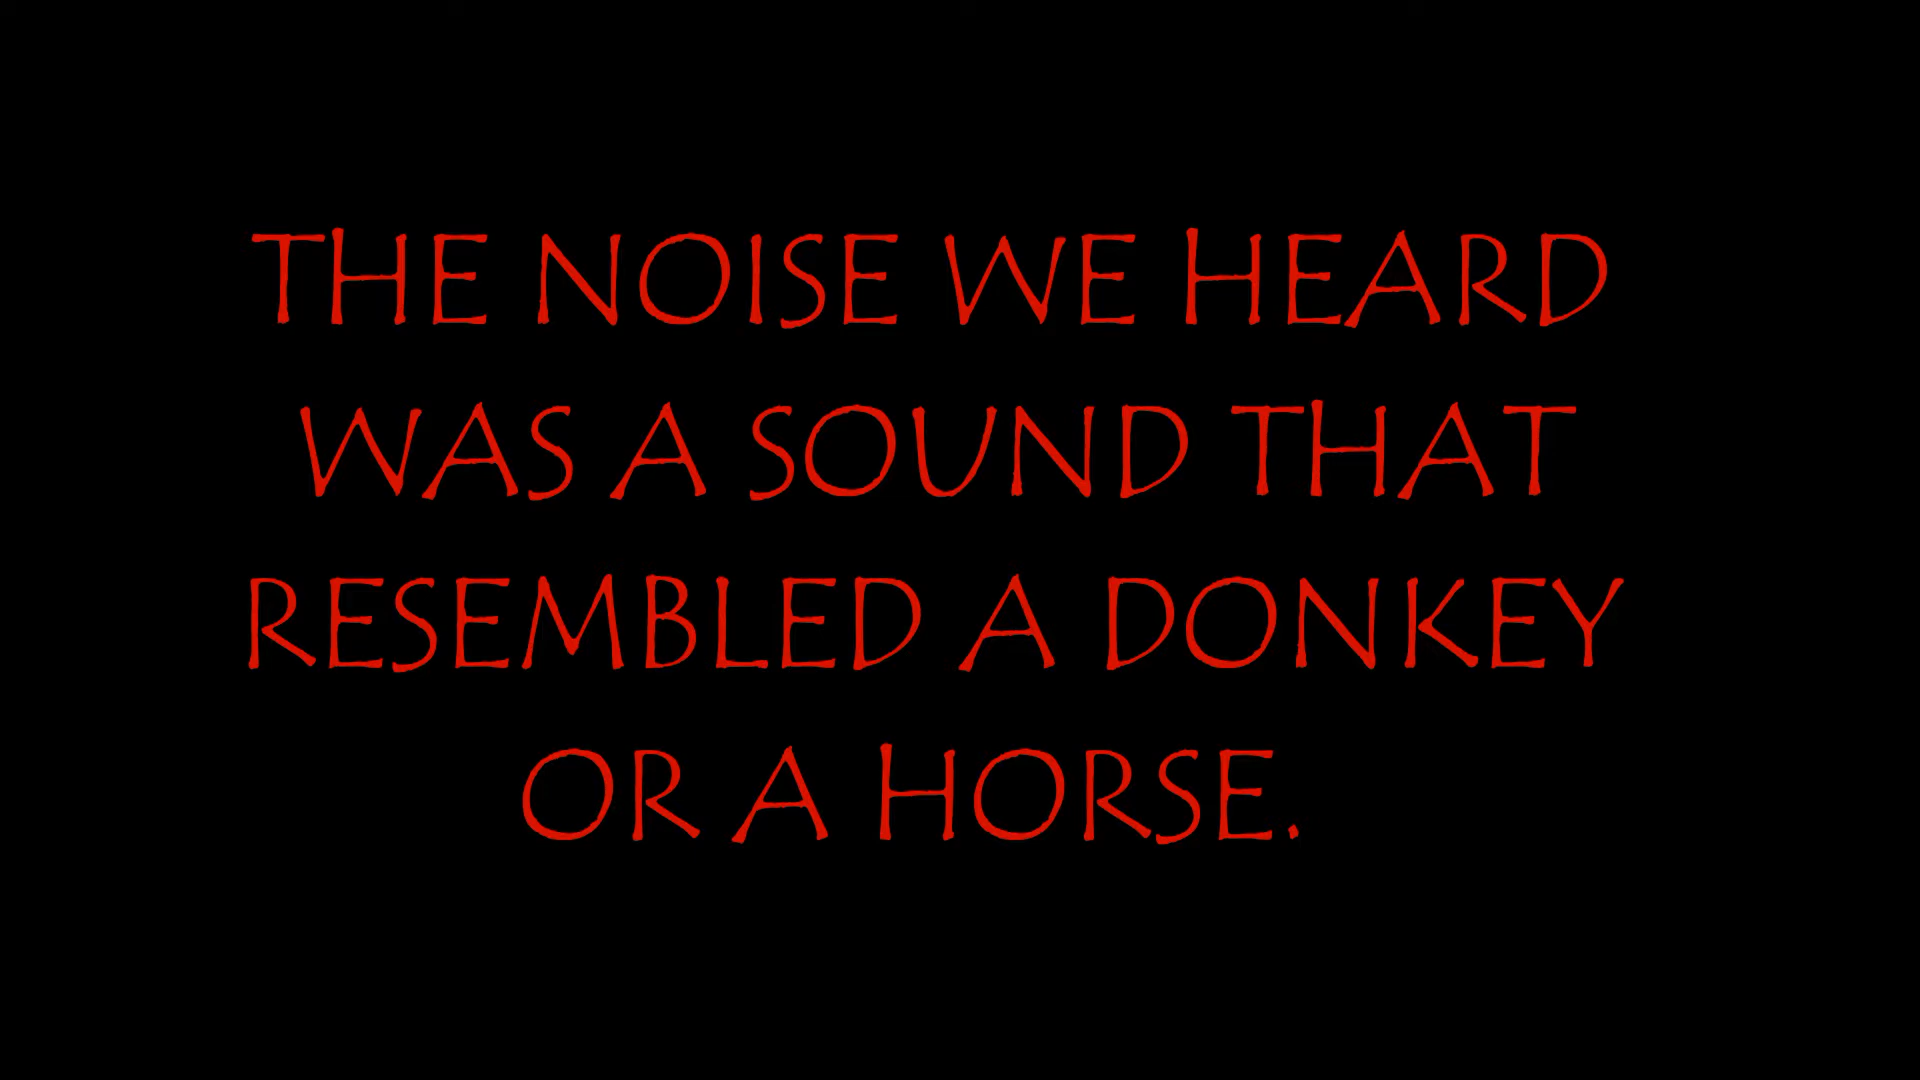 THE NOISE WE HEARD
WAS A SOUND THAT
RESEMBLED A DONKEY
OR A HORSE.